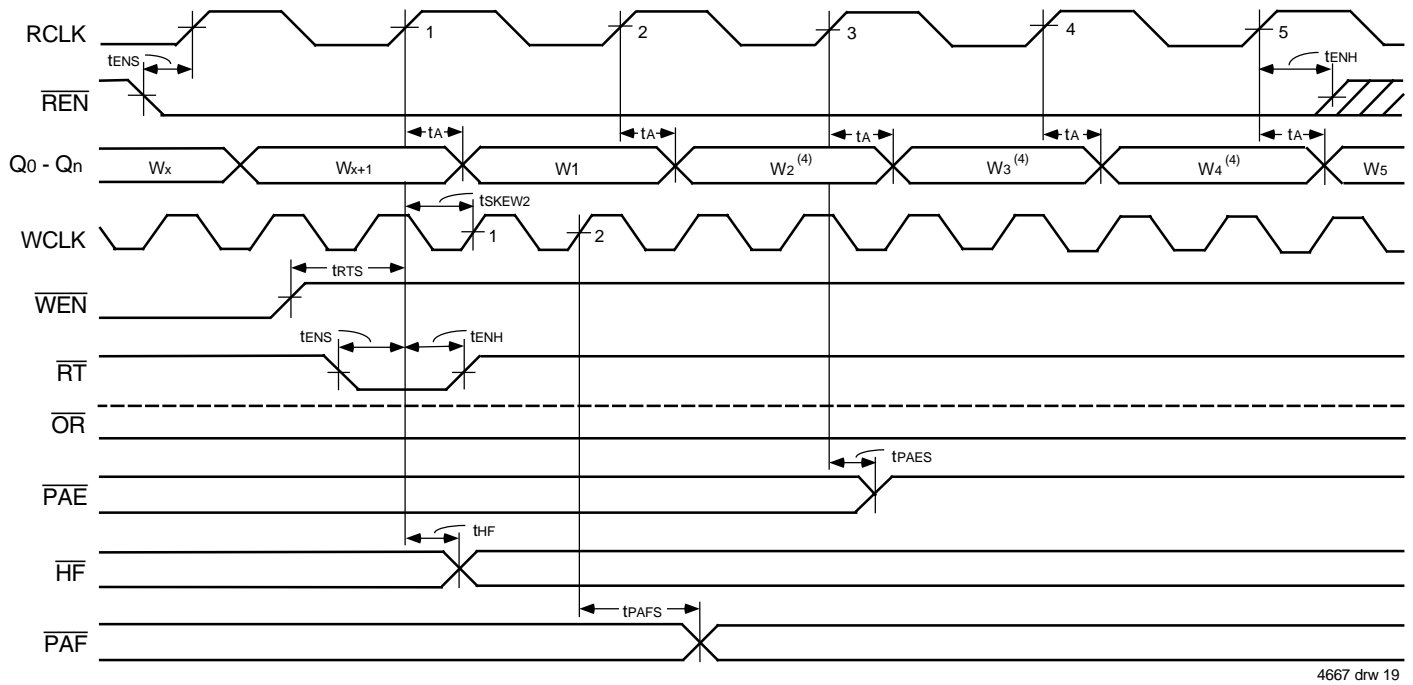 RCLK
1
2
3
4
5
tENS
tENH
REN
tA
tA
tA
tA
tA
Q0 - Qn
Wx
Wx+1
W1
W2(4)
W3(4)
W4(4)
W5
tSKEW2
WCLK
1
2
tRTS
WEN
tENS
tENH
RT
OR
tPAES
PAE
tHF
HF
tPAFS
PAF
4667 drw 19